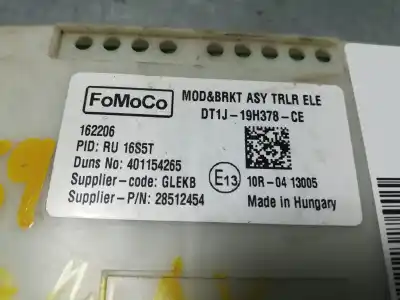 FoMoCo
MOD&BRKT ASY TRLR ELE
DT1J-19H378-CE
162206
PID: RU 16S5T
Duns No: 401154265
Supplier-code: GLEKB
Supplier-P/N: 28512454
E13
10R-04 13005
Made in Hungary